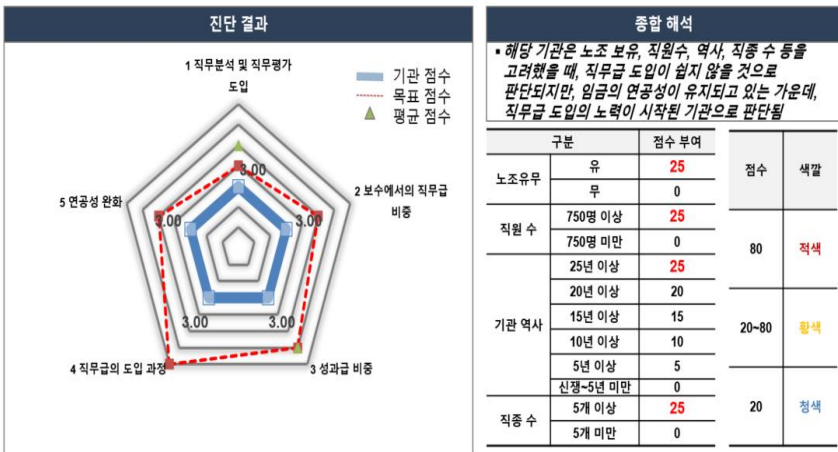 진단 결과
1 직무분석 및 직무평가
도입
기관 점수
목표 점수
평균 점수
3.00
5 연공성 완화
2 보수에서의 직무급
비중
3.00
3.00
3.00
3.00
4 직무급의 도입 과정
3 성과급 비중
종합 해석
▪ 해당 기관은 노조 보유, 직원수, 역사, 직종 수 등을
고려했을 때, 직무급 도입이 쉽지 않을 것으로
판단되지만, 임금의 연공성이 유지되고 있는 가운데,
직무급 도입의 노력이 시작된 기관으로 판단됨
구분 점수 부여
노조유무 유 25
무 0
직원 수 750명 이상 25
750명 미만 0
기관 역사 25년 이상 25
20년 이상 20
15년 이상 15
10년 이상 10
5년 이상 5
신쟁~5년 미만 0
직종 수 5개 이상 25
5개 미만 0
점수 색깔
80 적색
20~80 황색
20 청색